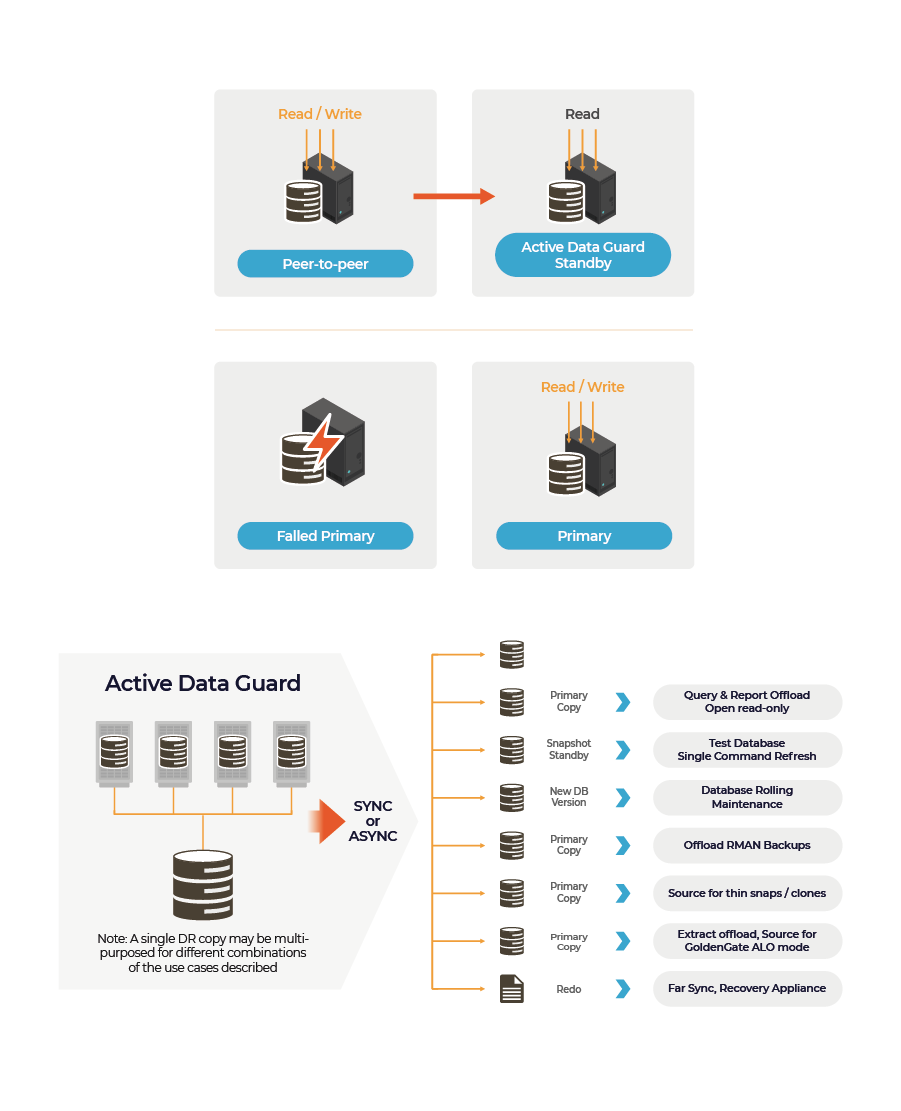 Read / Write
Read
Peer-to-peer
Active Data Guard
Standby
Read / Write
Falled Primary
Primary
Active Data Guard
SYNC
or
ASYNC
Note: A single DR copy may be multi-
purposed for different combinations
of the use cases described
Primary
Copy
Query & Report Offload
Open read-only
Snapshot
Standby
Test Database
Single Command Refresh
New DB
Version
Database Rolling
Maintenance
Primary
Copy
Offload RMAN Backups
Primary
Copy
Source for thin snaps / clones
Primary
Copy
Extract offload, Source for
GoldenGate ALO mode
Redo
Far Sync, Recovery Appliance